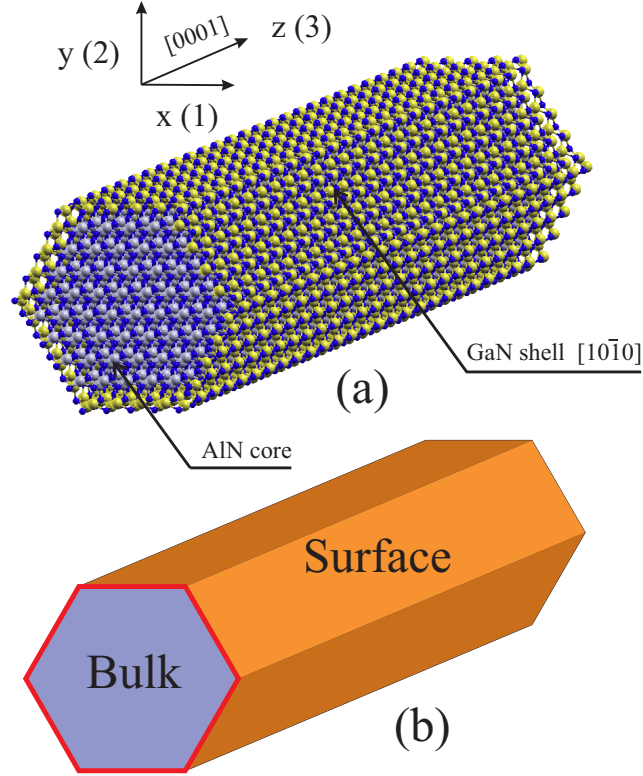 [0001]
y (2)
z (3)
x (1)
GaN shell [101̄0]
(a)
AlN core
Surface
Bulk
(b)